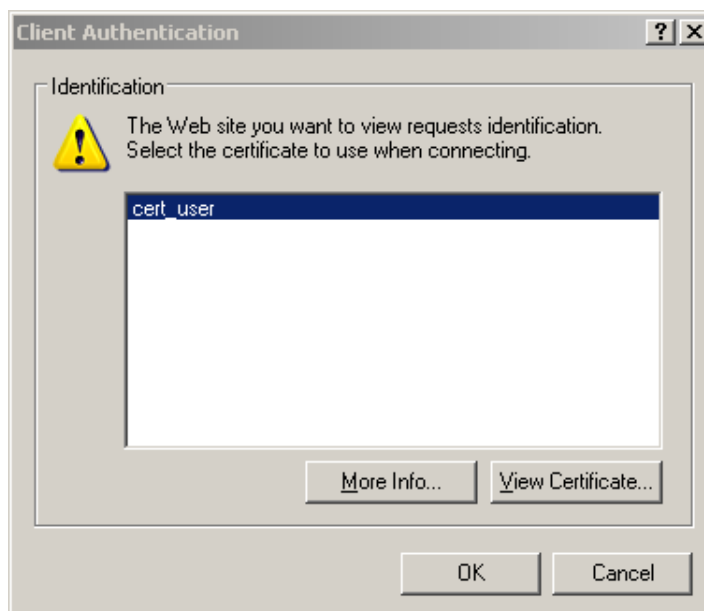 Client Authentication
Identification
The Web site you want to view requests identification.
Select the certificate to use when connecting.
cert_user
More Info...
View Certificate...
OK
Cancel